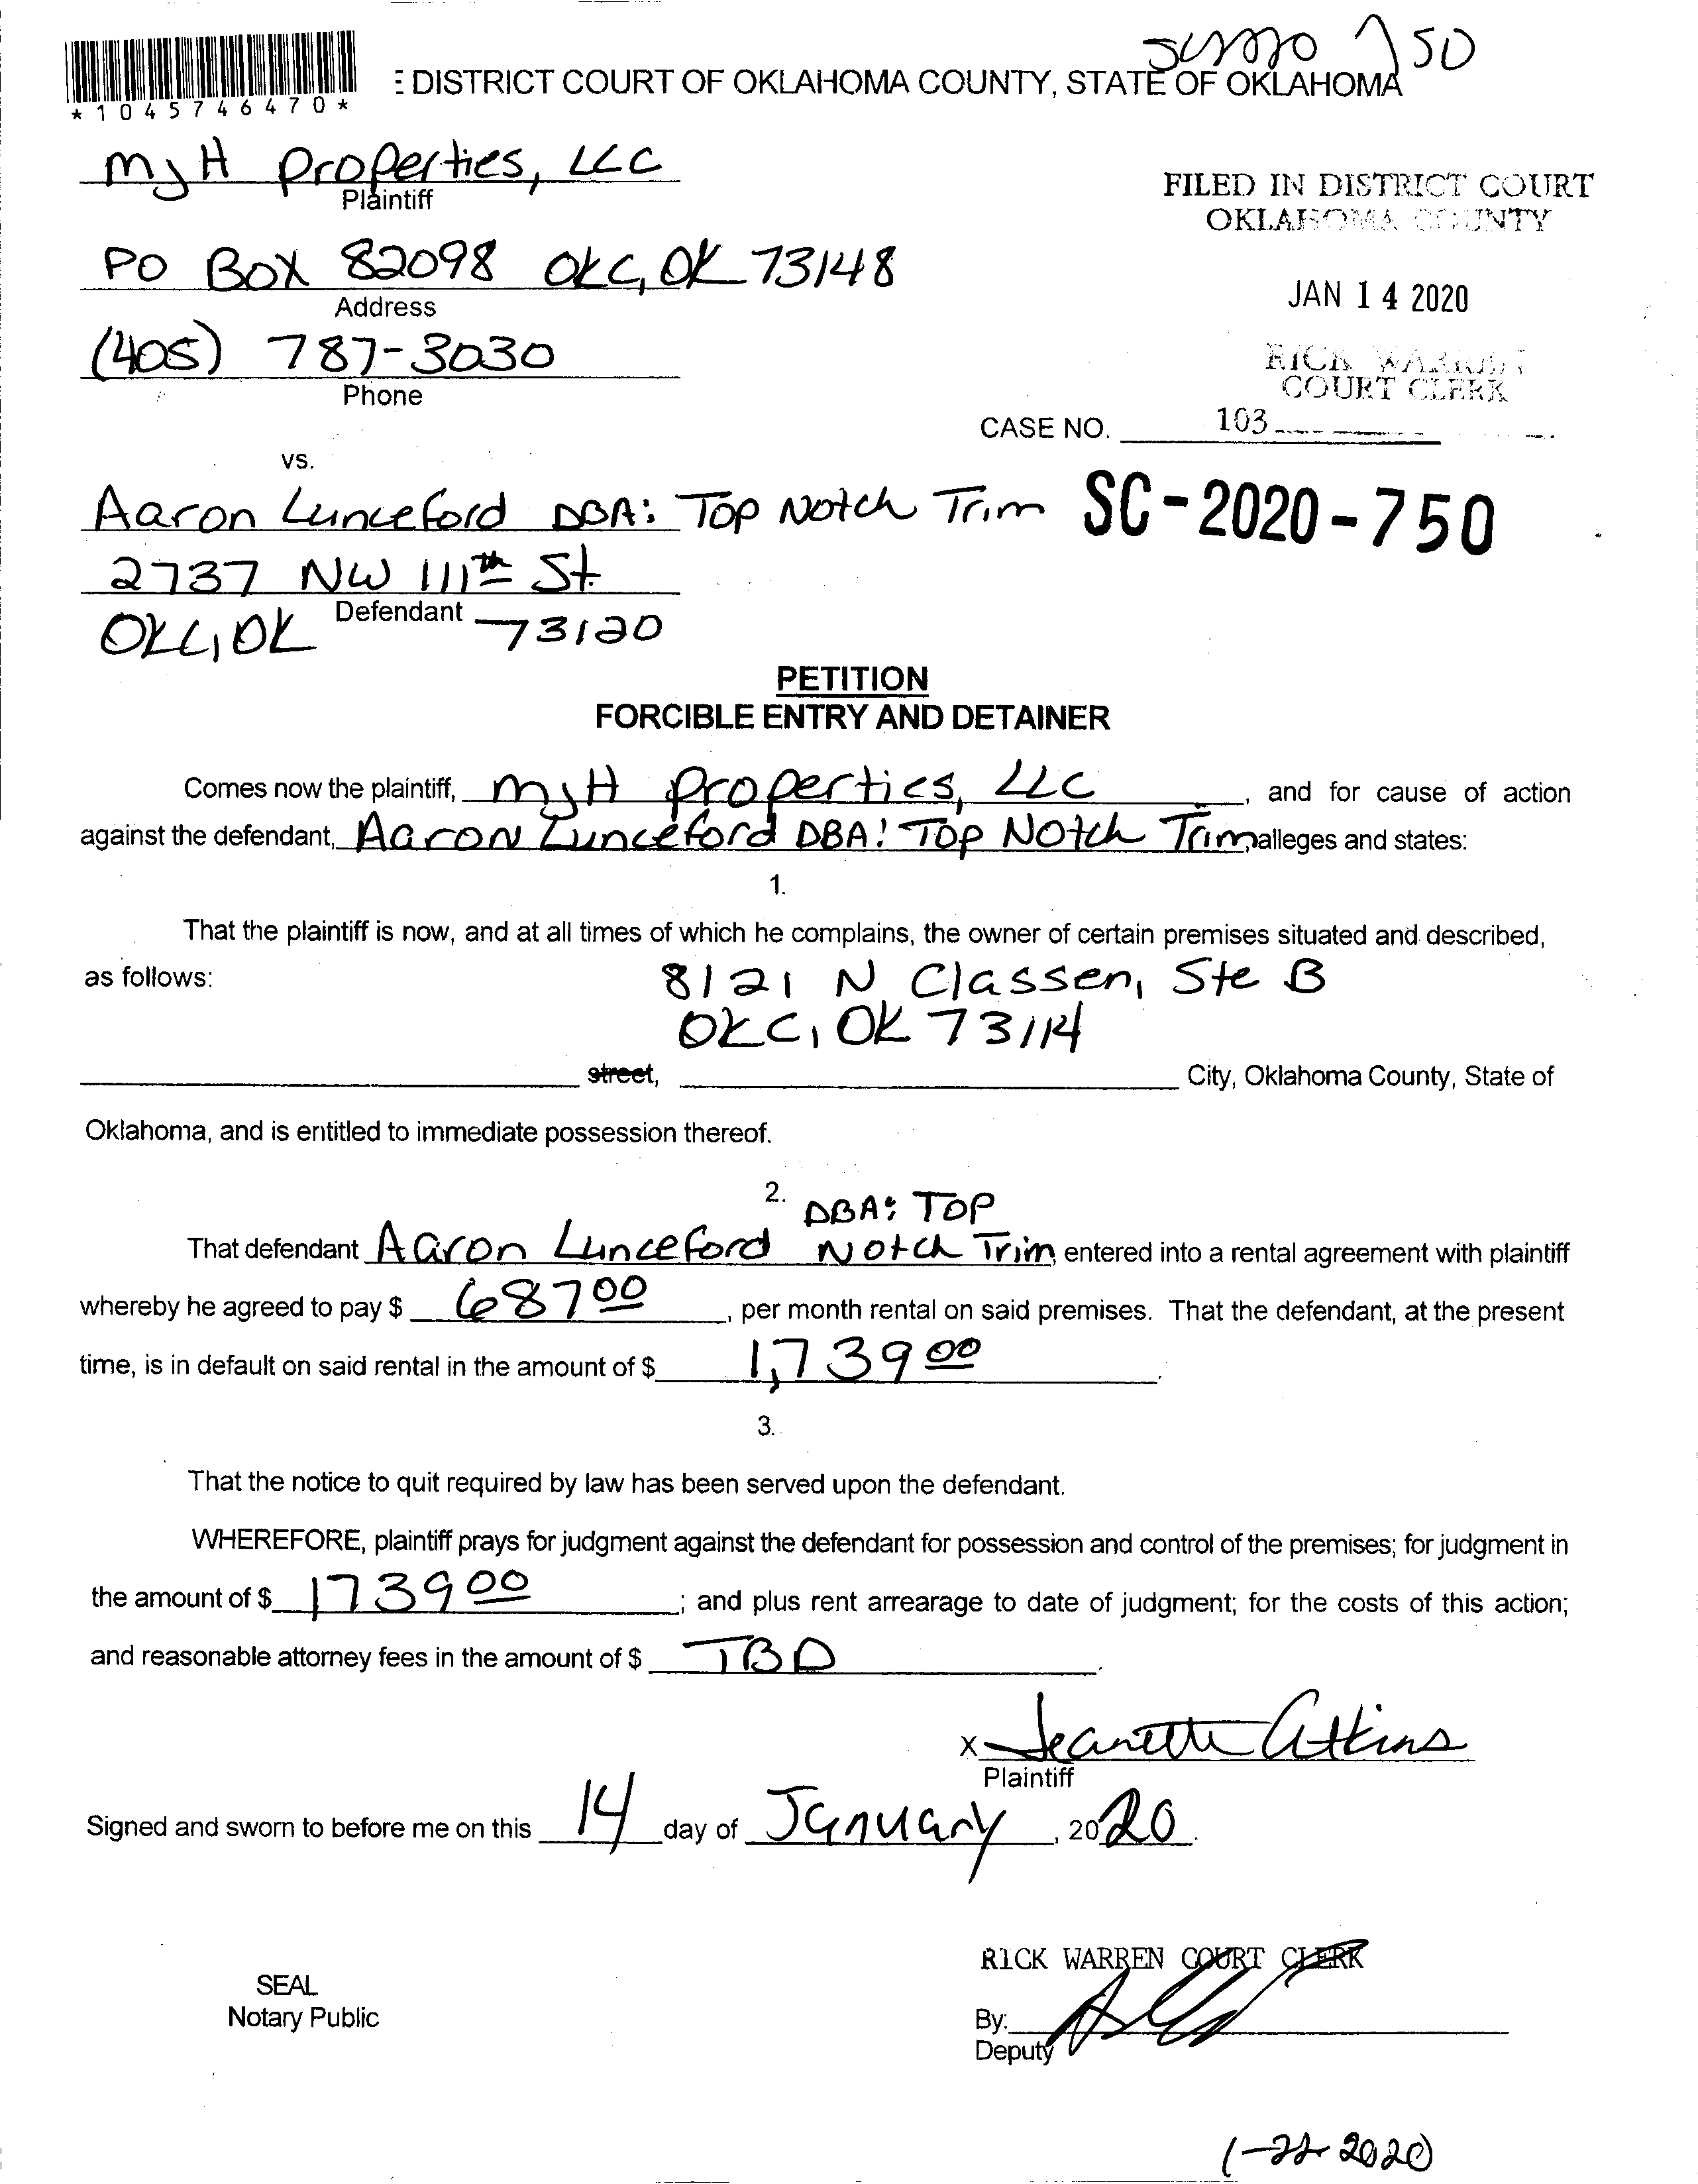 SC2020 750
*1045746470*
E DISTRICT COURT OF OKLAHOMA COUNTY, STATE OF OKLAHOMA
MJH Properties, LLC
Plaintiff
FILED IN DISTRICT COURT
OKLAHOMA COUNTY
PO BOX 82098 OKC, OK 73148
Address
JAN 14 2020
(405) 787-3030
Phone
RICK WARREN
COURT CLERK
CASE NO. 103
vs.
Aaron Lunceford DBA: Top Notch Trim
SC-2020-750
2737 NW 111th St.
Defendant
OKC, OK 73120
PETITION
FORCIBLE ENTRY AND DETAINER
Comes now the plaintiff, MJH Properties, LLC, and for cause of action
against the defendant, Aaron Lunceford DBA: Top Notch Trim alleges and states:
1.
That the plaintiff is now, and at all times of which he complains, the owner of certain premises situated and described,
as follows: 8121 N Classen, Ste B
OKC, OK 73114
street, City, Oklahoma County, State of
Oklahoma, and is entitled to immediate possession thereof.
2.
DBA: TOP
That defendant Aaron Lunceford Notch Trim, entered into a rental agreement with plaintiff
whereby he agreed to pay $ 687 00, per month rental on said premises. That the defendant, at the present
time, is in default on said rental in the amount of $ 1,739 00.
3.
That the notice to quit required by law has been served upon the defendant.
WHEREFORE, plaintiff prays for judgment against the defendant for possession and control of the premises; for judgment in
the amount of $ 1739 00; and plus rent arrearage to date of judgment; for the costs of this action;
and reasonable attorney fees in the amount of $ TBD.
X Jeanette Atkins
Plaintiff
Signed and sworn to before me on this 14 day of January, 2020.
RICK WARREN COURT CLERK
SEAL
Notary Public
By:
Deputy
1-22-2020